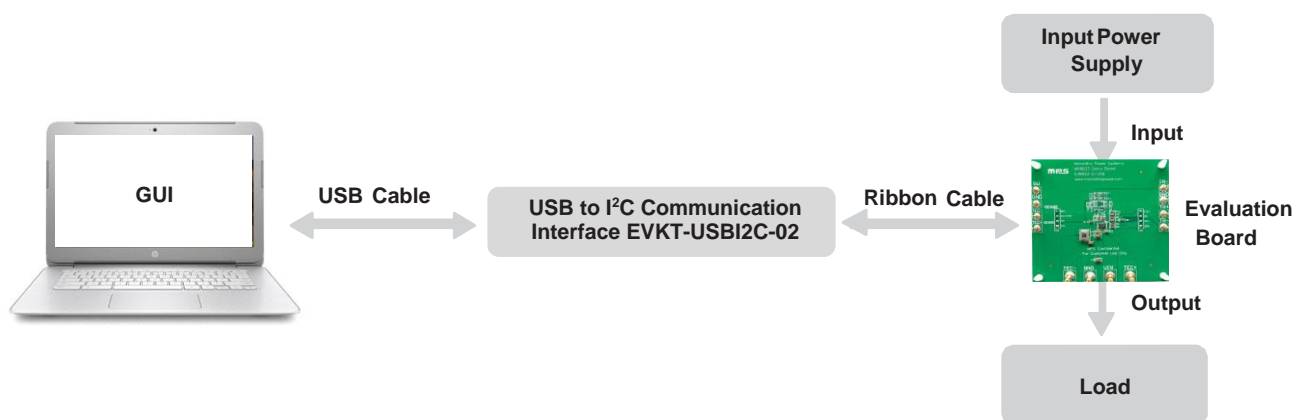 Input Power
Supply
Input
GUI
USB Cable
USB to I²C Communication
Interface EVKT-USBI2C-02
Ribbon Cable
mps
Evaluation
Board
Output
Load